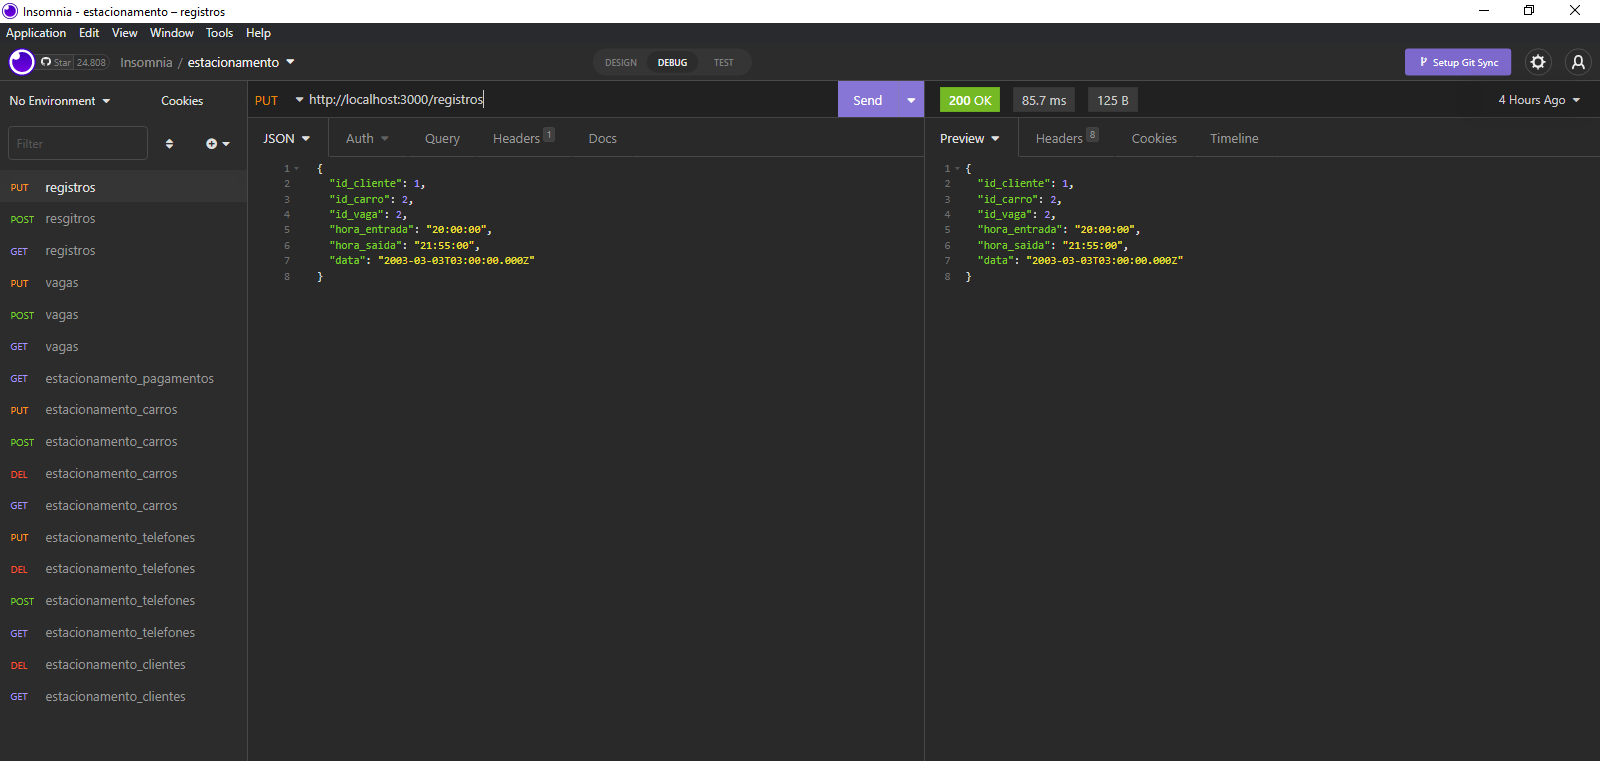 Insomnia - estacionamento – registros
Application Edit View Window Tools Help
Star 24.808 Insomnia / estacionamento DESIGN DEBUG TEST Setup Git Sync
No Environment Cookies
Filter
PUT registros
POST resgitros
GET registros
PUT vagas
POST vagas
GET vagas
GET estacionamento_pagamentos
PUT estacionamento_carros
POST estacionamento_carros
DEL estacionamento_carros
GET estacionamento_carros
PUT estacionamento_telefones
DEL estacionamento_telefones
POST estacionamento_telefones
GET estacionamento_telefones
DEL estacionamento_clientes
GET estacionamento_clientes
PUT http://localhost:3000/registros Send
JSON Auth Query Headers 1 Docs
1 {
2 "id_cliente": 1,
3 "id_carro": 2,
4 "id_vaga": 2,
5 "hora_entrada": "20:00:00",
6 "hora_saida": "21:55:00",
7 "data": "2003-03-03T03:00:00.000Z"
8 }
200 OK 85.7 ms 125 B 4 Hours Ago
Preview Headers 8 Cookies Timeline
1 {
2 "id_cliente": 1,
3 "id_carro": 2,
4 "id_vaga": 2,
5 "hora_entrada": "20:00:00",
6 "hora_saida": "21:55:00",
7 "data": "2003-03-03T03:00:00.000Z"
8 }